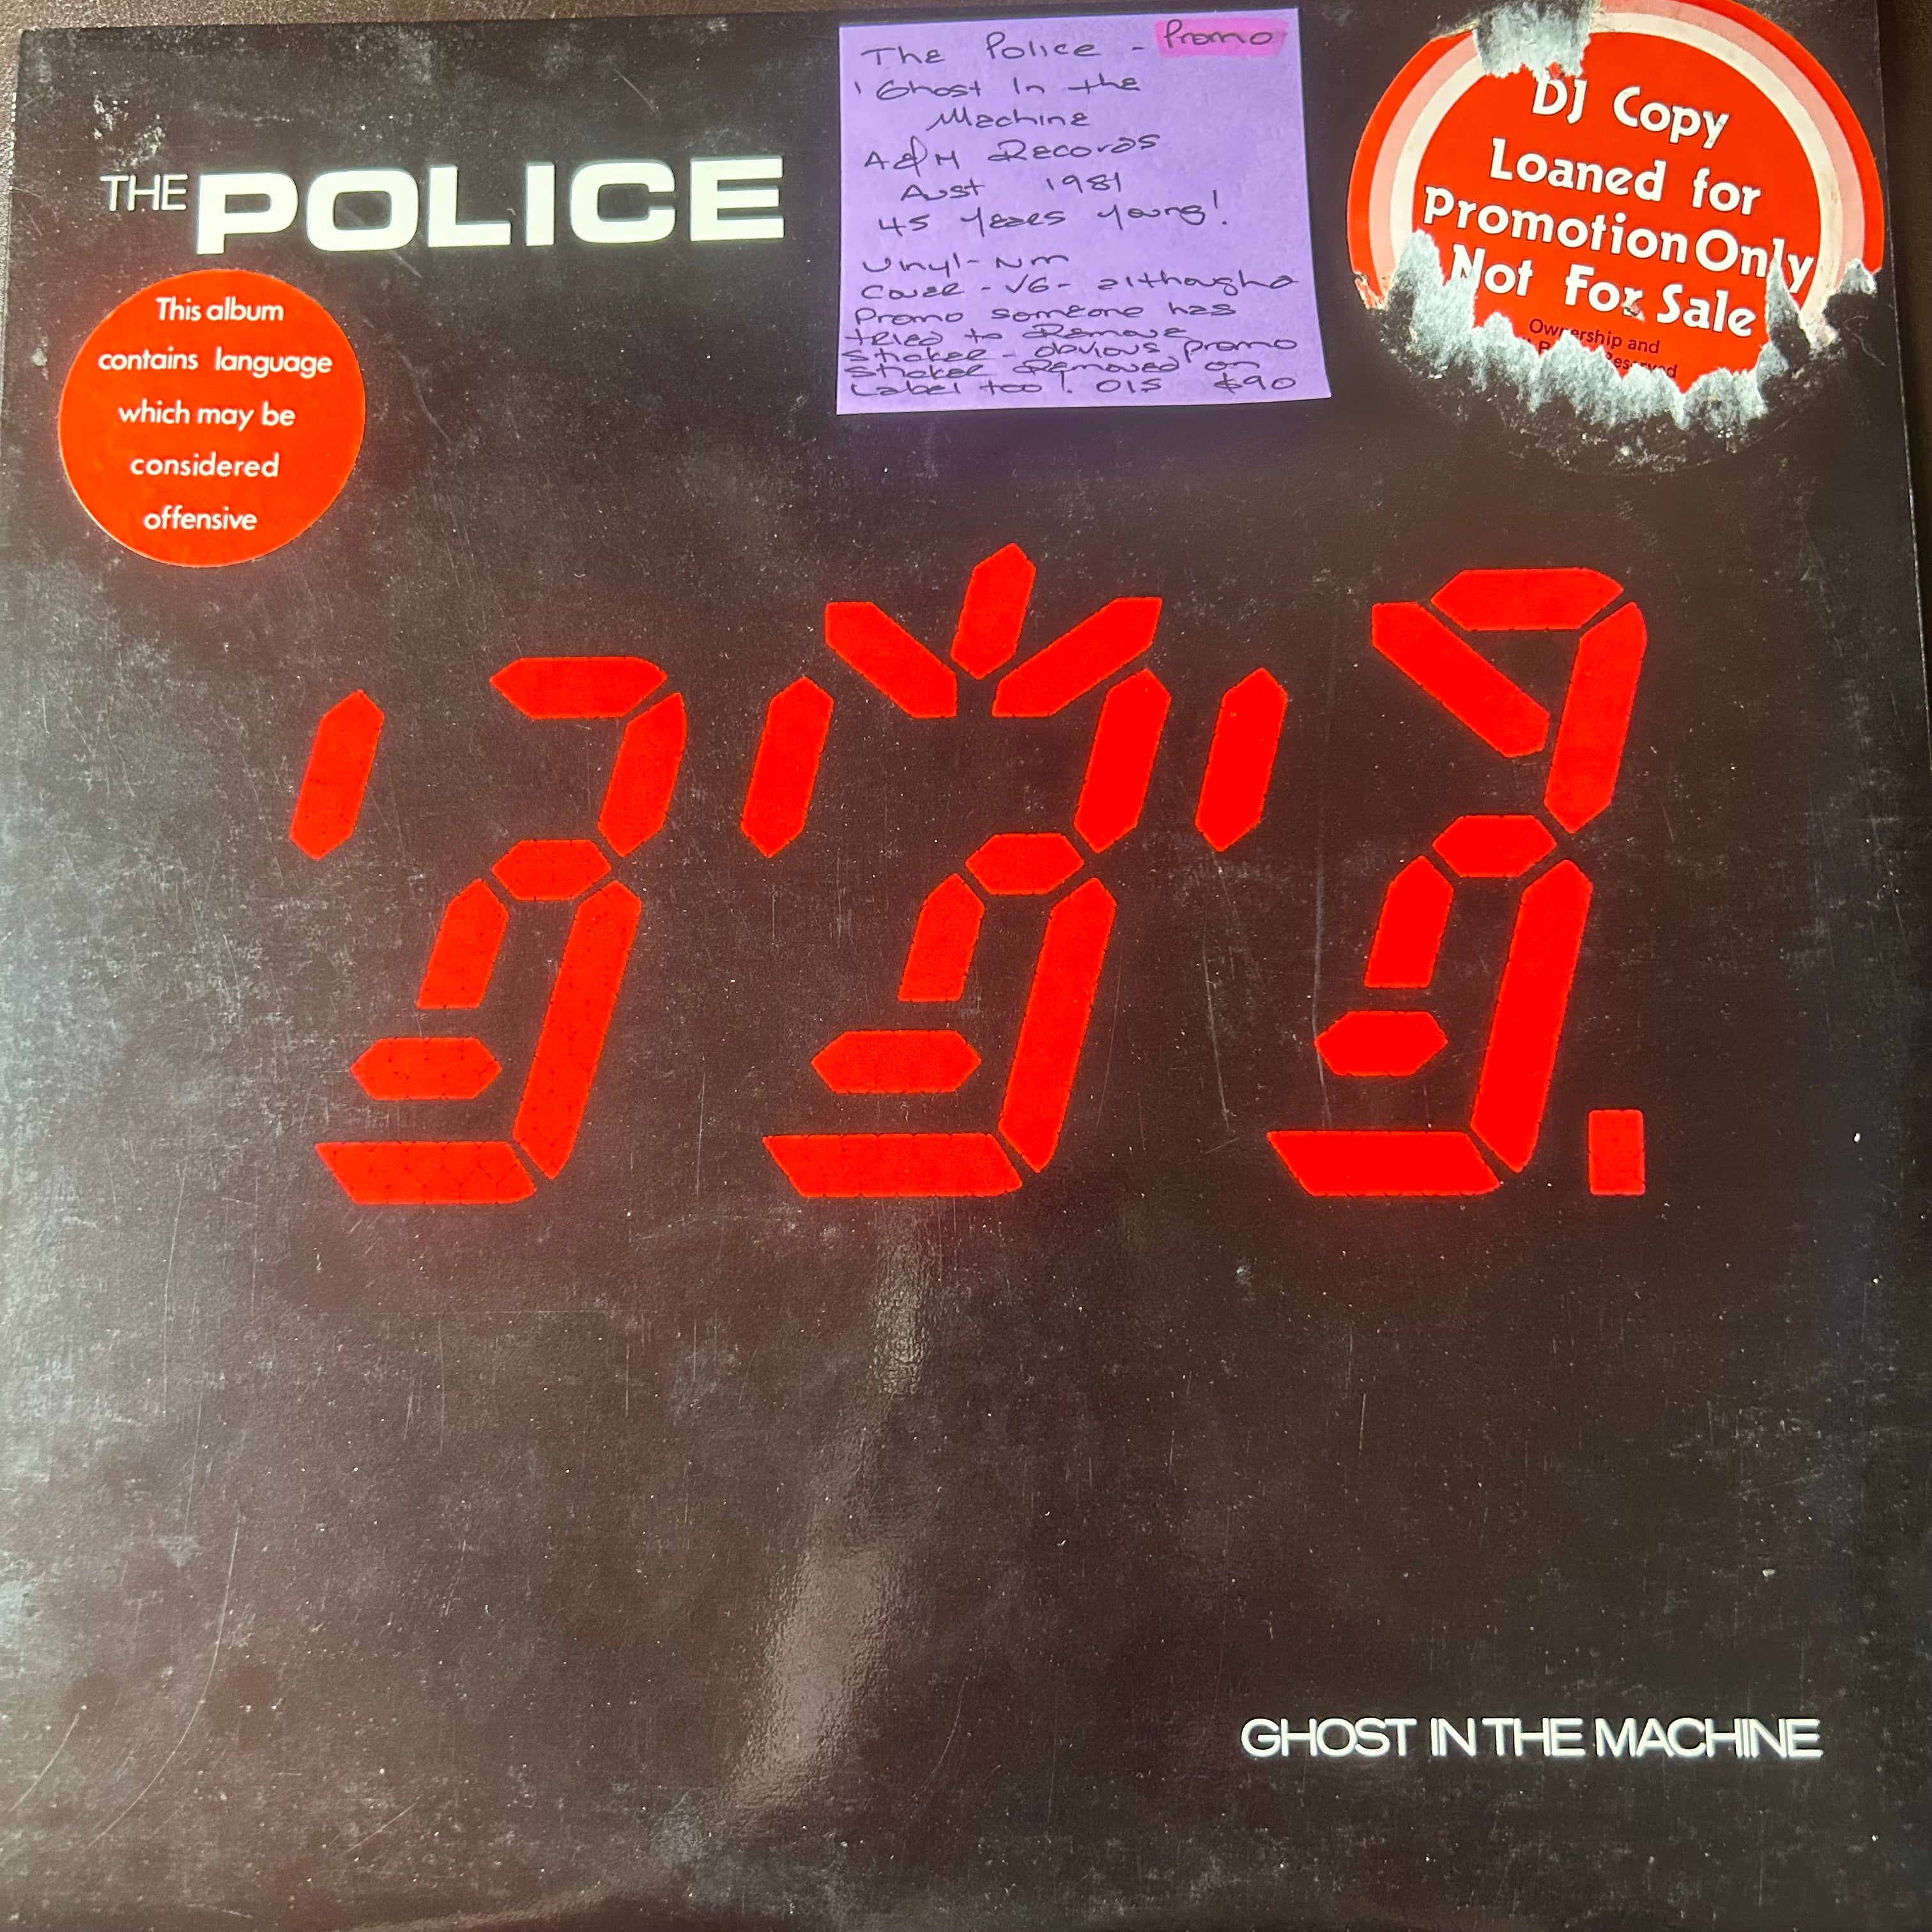 THE POLICE
This album
contains language
which may be
considered
offensive
The Police - Promo
'Ghost In the
Machine
A&M Records
Aust 1981
45 Years Young!
Vinyl - NM
Cover - VG - although a
Promo someone has
tried to Remove
Sticker - obvious promo
Sticker Removed on
Label too! OIS $90
DJ Copy
Loaned for
promotion Only
Not For Sale
Ownership and
Reserved
GHOST IN THE MACHINE